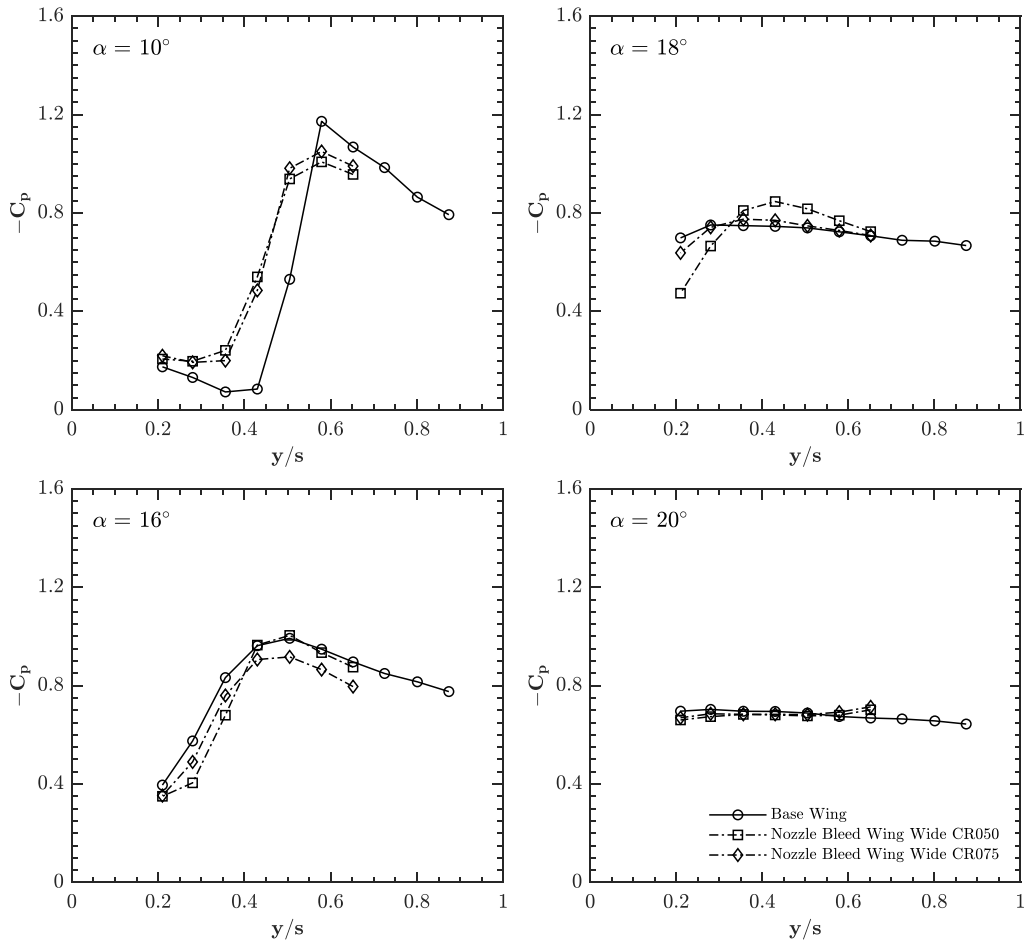 α = 10°
1.6
1.2
0.8
0.4
0
−Cp
0 0.2 0.4 0.6 0.8 1
y/s
α = 18°
1.6
1.2
0.8
0.4
0
−Cp
0 0.2 0.4 0.6 0.8 1
y/s
α = 16°
1.6
1.2
0.8
0.4
0
−Cp
0 0.2 0.4 0.6 0.8 1
y/s
α = 20°
1.6
1.2
0.8
0.4
0
−Cp
Base Wing
Nozzle Bleed Wing Wide CR050
Nozzle Bleed Wing Wide CR075
0 0.2 0.4 0.6 0.8 1
y/s